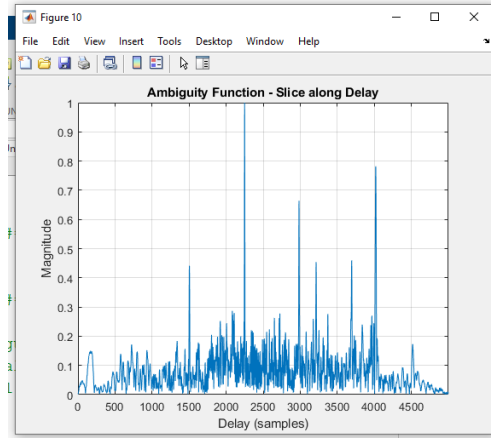 Figure 10
File Edit View Insert Tools Desktop Window Help
Ambiguity Function - Slice along Delay
1
0.9
0.8
0.7
0.6
0.5
0.4
0.3
0.2
0.1
0
Magnitude
0 500 1000 1500 2000 2500 3000 3500 4000 4500
Delay (samples)